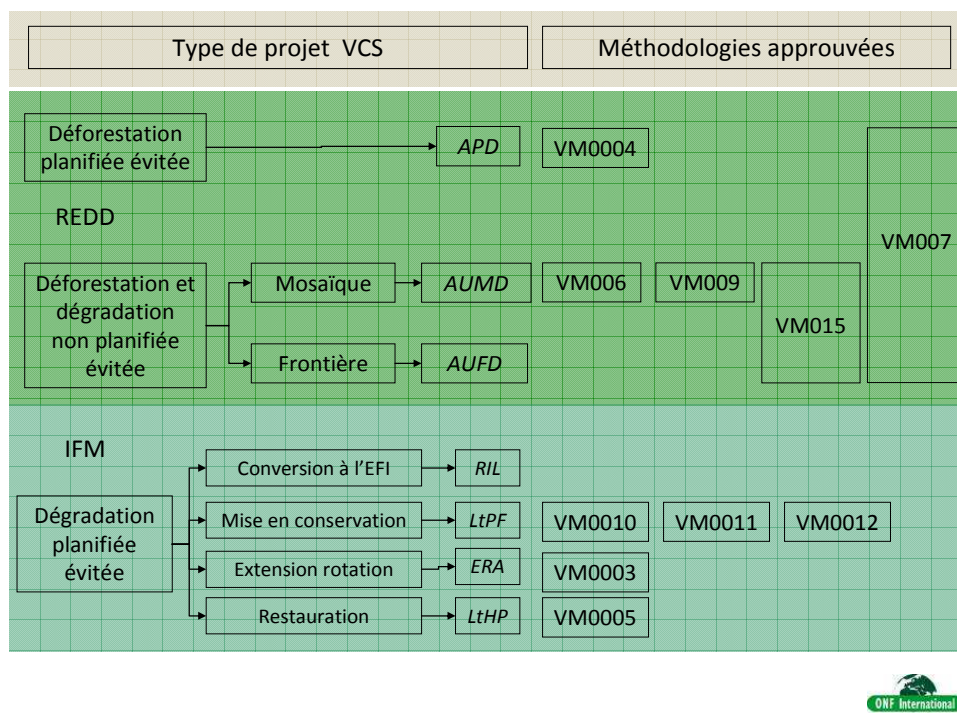 Type de projet VCS
Méthodologies approuvées
Déforestation
planifiée évitée
APD
VM0004
REDD
VM007
Déforestation et
dégradation
non planifiée
évitée
Mosaïque
AUMD
VM006
VM009
VM015
Frontière
AUFD
IFM
Conversion à l'EFI
RIL
Dégradation
planifiée
évitée
Mise en conservation
LtPF
VM0010
VM0011
VM0012
Extension rotation
ERA
VM0003
Restauration
LtHP
VM0005
ONF International